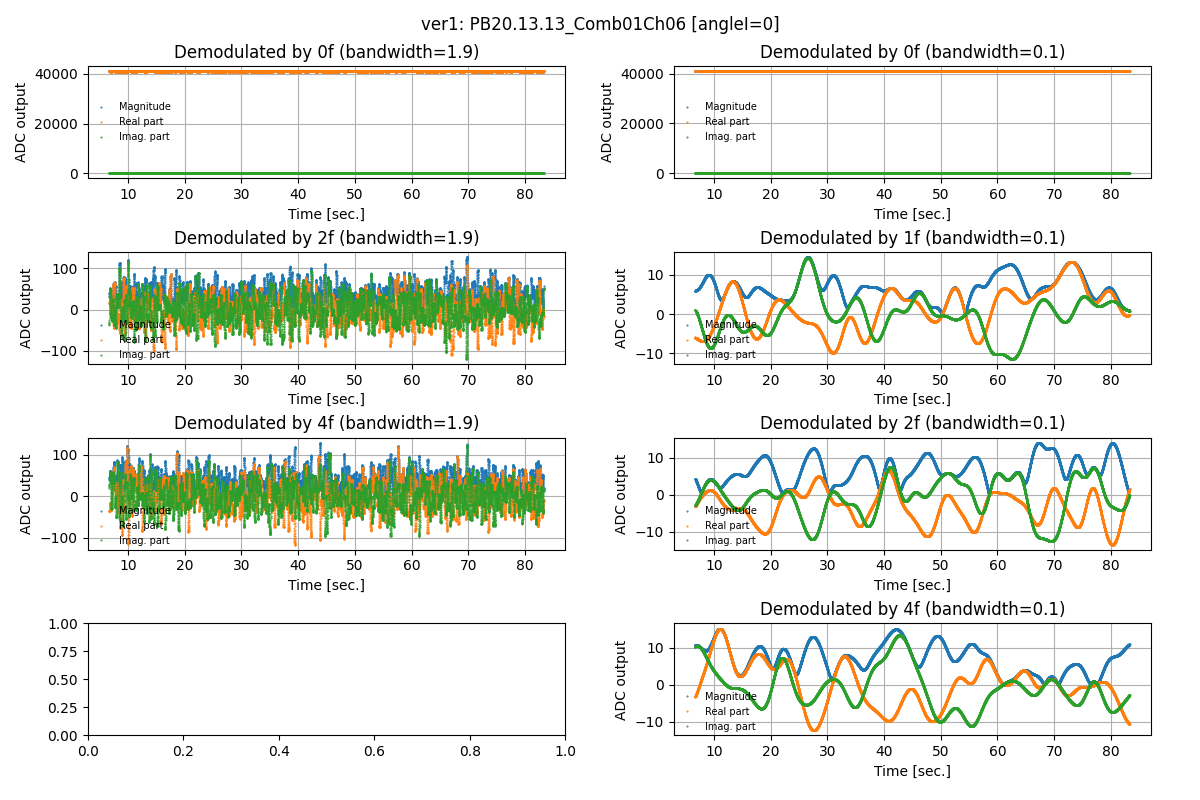 ver1: PB20.13.13_Comb01Ch06 [angleI=0]
Demodulated by 0f (bandwidth=1.9)
ADC output
40000
20000
0
Magnitude
Real part
Imag. part
10 20 30 40 50 60 70 80
Time [sec.]
Demodulated by 0f (bandwidth=0.1)
ADC output
40000
20000
0
Magnitude
Real part
Imag. part
10 20 30 40 50 60 70 80
Time [sec.]
Demodulated by 2f (bandwidth=1.9)
ADC output
100
0
−100
Magnitude
Real part
Imag. part
10 20 30 40 50 60 70 80
Time [sec.]
Demodulated by 1f (bandwidth=0.1)
ADC output
10
0
−10
Magnitude
Real part
Imag. part
10 20 30 40 50 60 70 80
Time [sec.]
Demodulated by 4f (bandwidth=1.9)
ADC output
100
0
−100
Magnitude
Real part
Imag. part
10 20 30 40 50 60 70 80
Time [sec.]
Demodulated by 2f (bandwidth=0.1)
ADC output
10
0
−10
Magnitude
Real part
Imag. part
10 20 30 40 50 60 70 80
Time [sec.]
1.00
0.75
0.50
0.25
0.00
0.0 0.2 0.4 0.6 0.8 1.0
Demodulated by 4f (bandwidth=0.1)
ADC output
10
0
−10
Magnitude
Real part
Imag. part
10 20 30 40 50 60 70 80
Time [sec.]